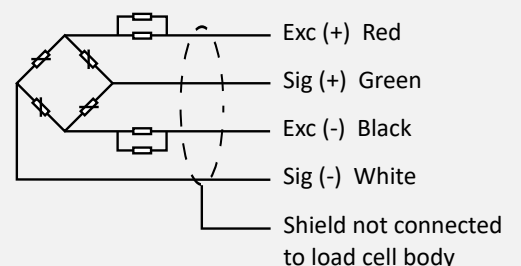 Exc (+) Red
Sig (+) Green
Exc (-) Black
Sig (-) White
Shield not connected
to load cell body